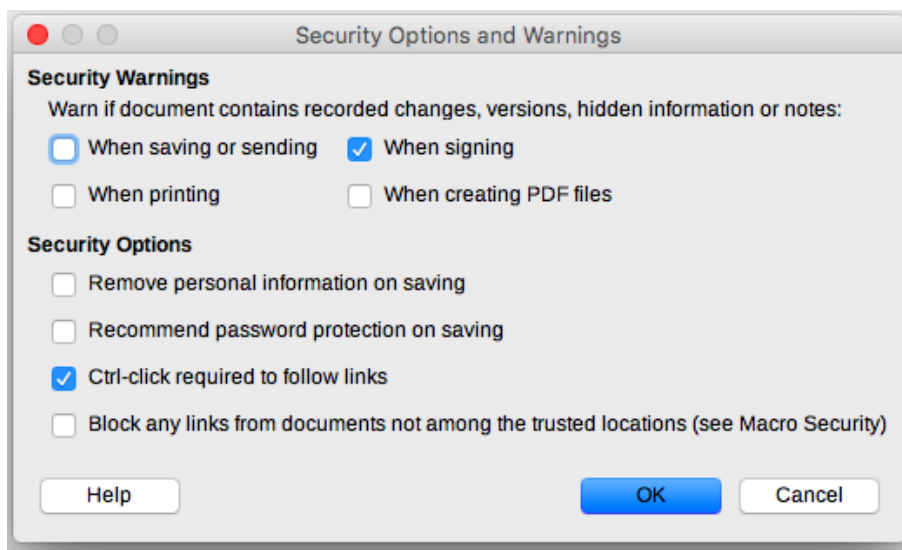 Security Options and Warnings
Security Warnings
Warn if document contains recorded changes, versions, hidden information or notes:
When saving or sending When signing
When printing When creating PDF files
Security Options
Remove personal information on saving
Recommend password protection on saving
Ctrl-click required to follow links
Block any links from documents not among the trusted locations (see Macro Security)
Help OK Cancel